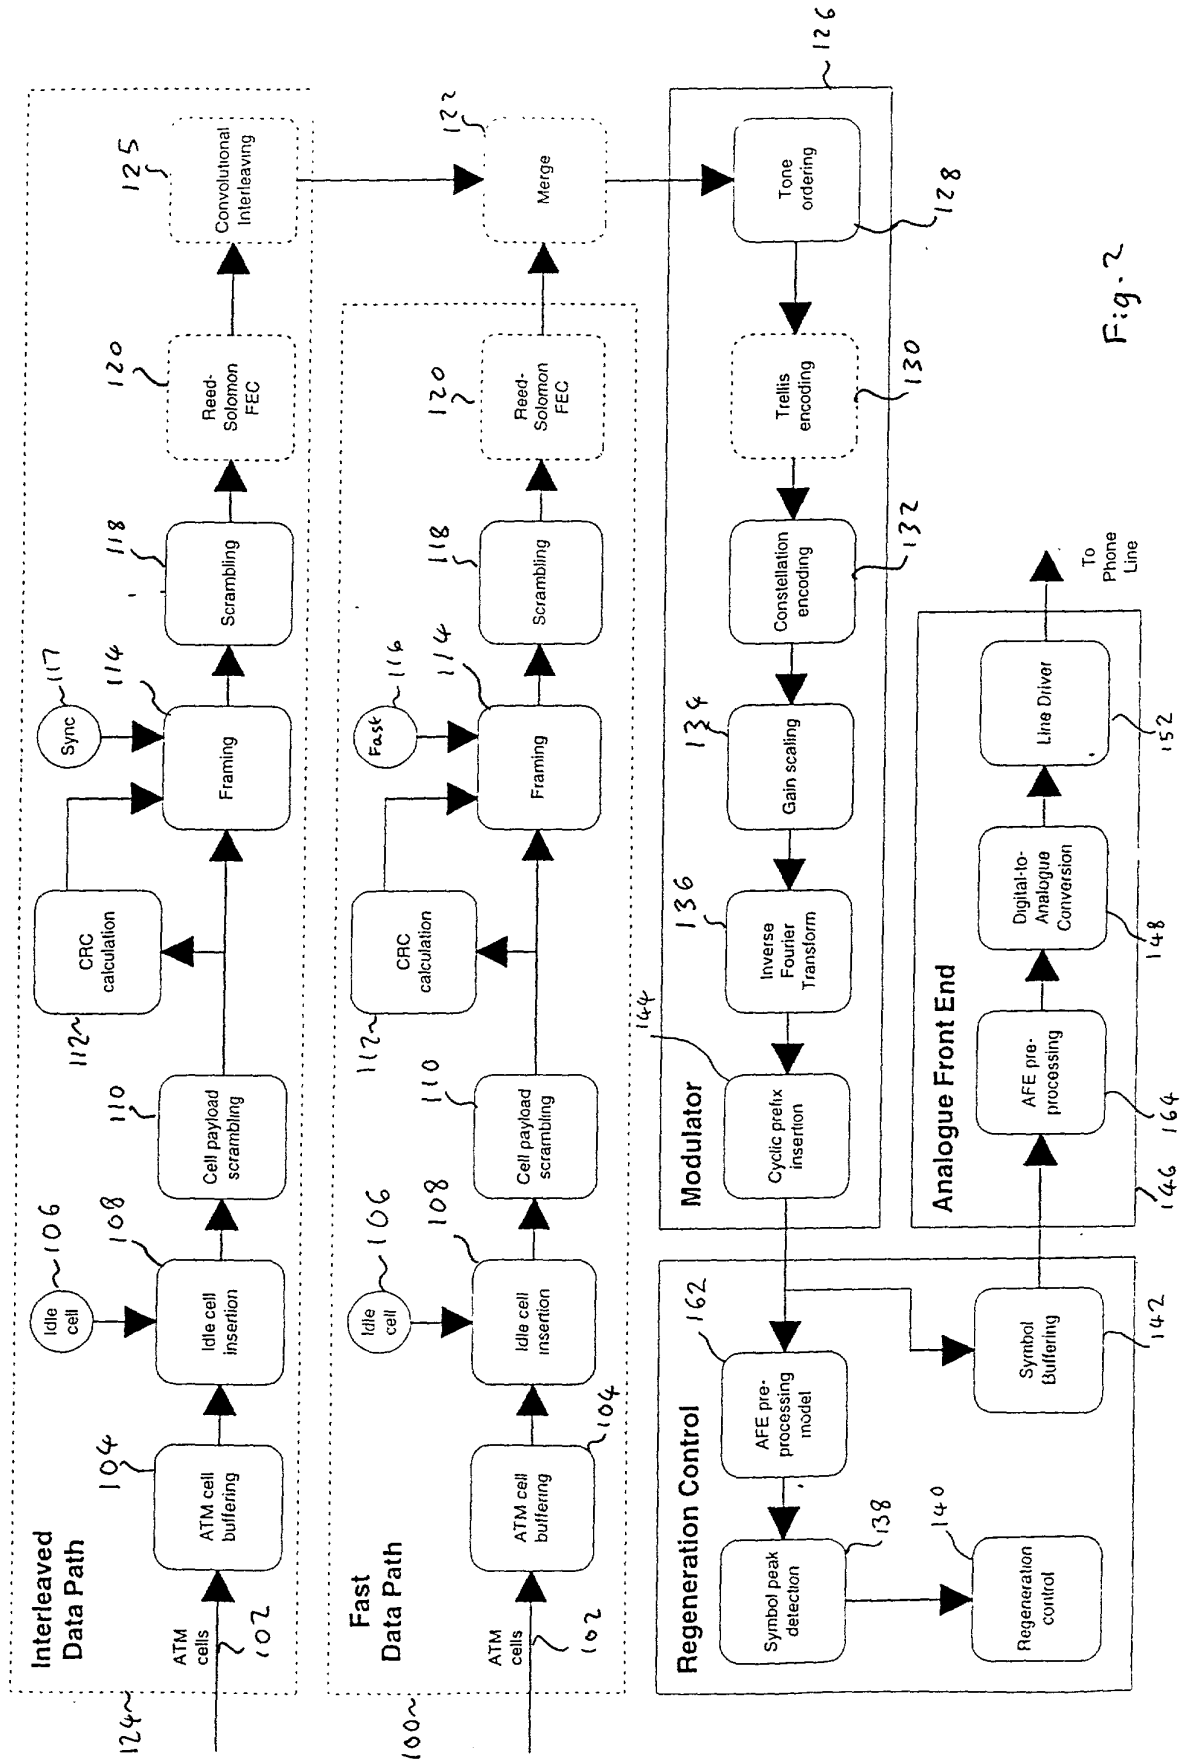 Interleaved
Data Path
124
ATM
cells
102
ATM cell
buffering
104
Idle
cell
106
Idle cell
insertion
108
Cell payload
scrambling
110
CRC
calculation
112
Sync
117
Framing
114
Scrambling
118
Reed-
Solomon
FEC
120
Convolutional
Interleaving
125
Fast
Data Path
100
ATM
cells
102
ATM cell
buffering
104
Idle
cell
106
Idle cell
insertion
108
Cell payload
scrambling
110
CRC
calculation
112
Fast
116
Framing
114
Scrambling
118
Reed-
Solomon
FEC
120
Merge
122
Modulator
126
Tone
ordering
128
Trellis
encoding
130
Constellation
encoding
132
Gain scaling
134
Inverse
Fourier
Transform
136
Cyclic prefix
insertion
144
Regeneration Control
AFE pre-
processing
model
162
Symbol peak
detection
138
Regeneration
control
140
Symbol
Buffering
142
Analogue Front End
146
AFE pre-
processing
164
Digital-to-
Analogue
Conversion
148
Line Driver
152
To
Phone
Line
Fig. 2